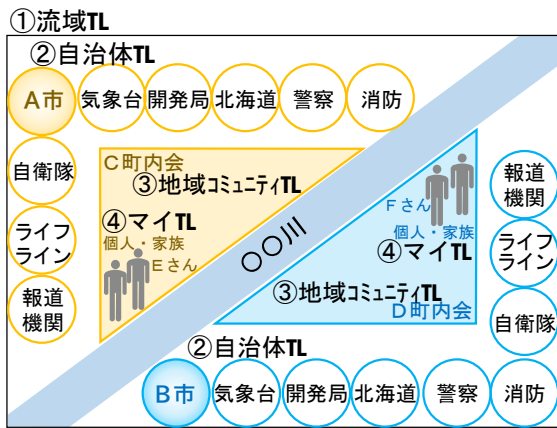 ①流域TL
②自治体TL
A市
気象台
開発局
北海道
警察
消防
自衛隊
ライフ
ライン
報道
機関
C町内会
③地域コミュニティTL
④マイTL
個人・家族
Eさん
〇〇川
Fさん
個人・家族
④マイTL
③地域コミュニティTL
D町内会
報道
機関
ライフ
ライン
自衛隊
②自治体TL
B市
気象台
開発局
北海道
警察
消防